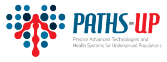 PATHS-UP
Precise Advanced Technologies and
Health Systems for Underserved Populations